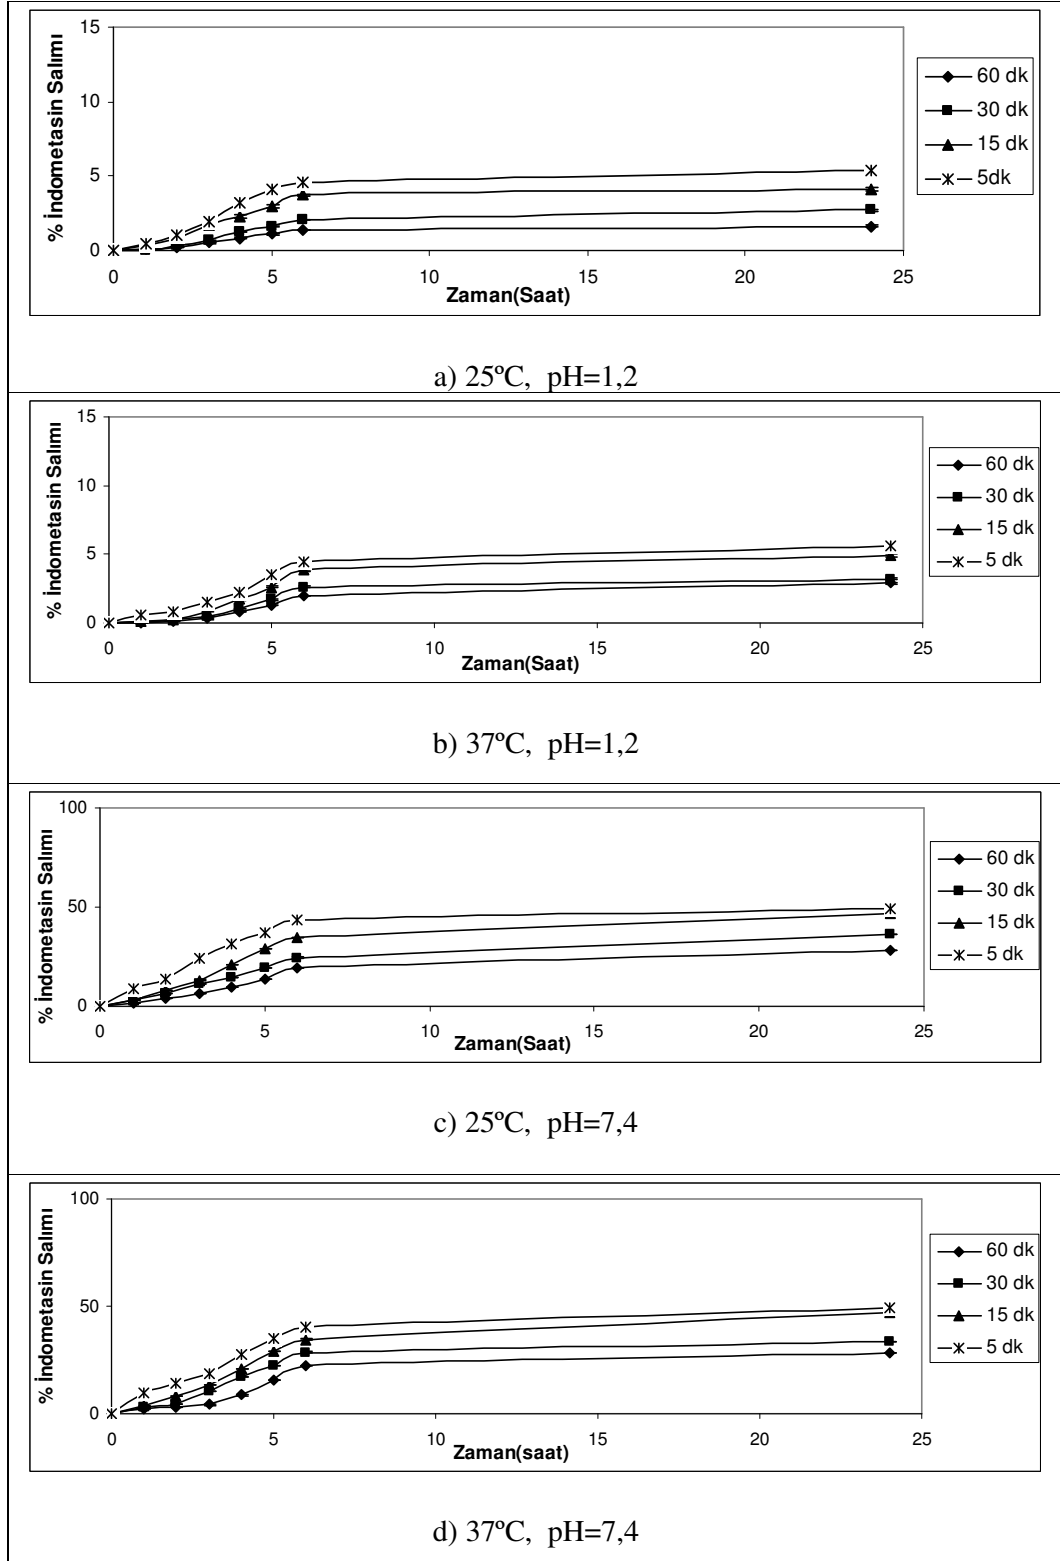 % İndometasin Salımı
15
10
5
0
0 5 10 15 20 25
Zaman(Saat)
60 dk
30 dk
15 dk
5dk
a) 25ºC, pH=1,2
% İndometasin Salımı
15
10
5
0
0 5 10 15 20 25
Zaman(Saat)
60 dk
30 dk
15 dk
5 dk
b) 37ºC, pH=1,2
% İndometasin Salımı
100
50
0
0 5 10 15 20 25
Zaman(Saat)
60 dk
30 dk
15 dk
5 dk
c) 25ºC, pH=7,4
% İndometasin Salımı
100
50
0
0 5 10 15 20 25
Zaman(saat)
60 dk
30 dk
15 dk
5 dk
d) 37ºC, pH=7,4